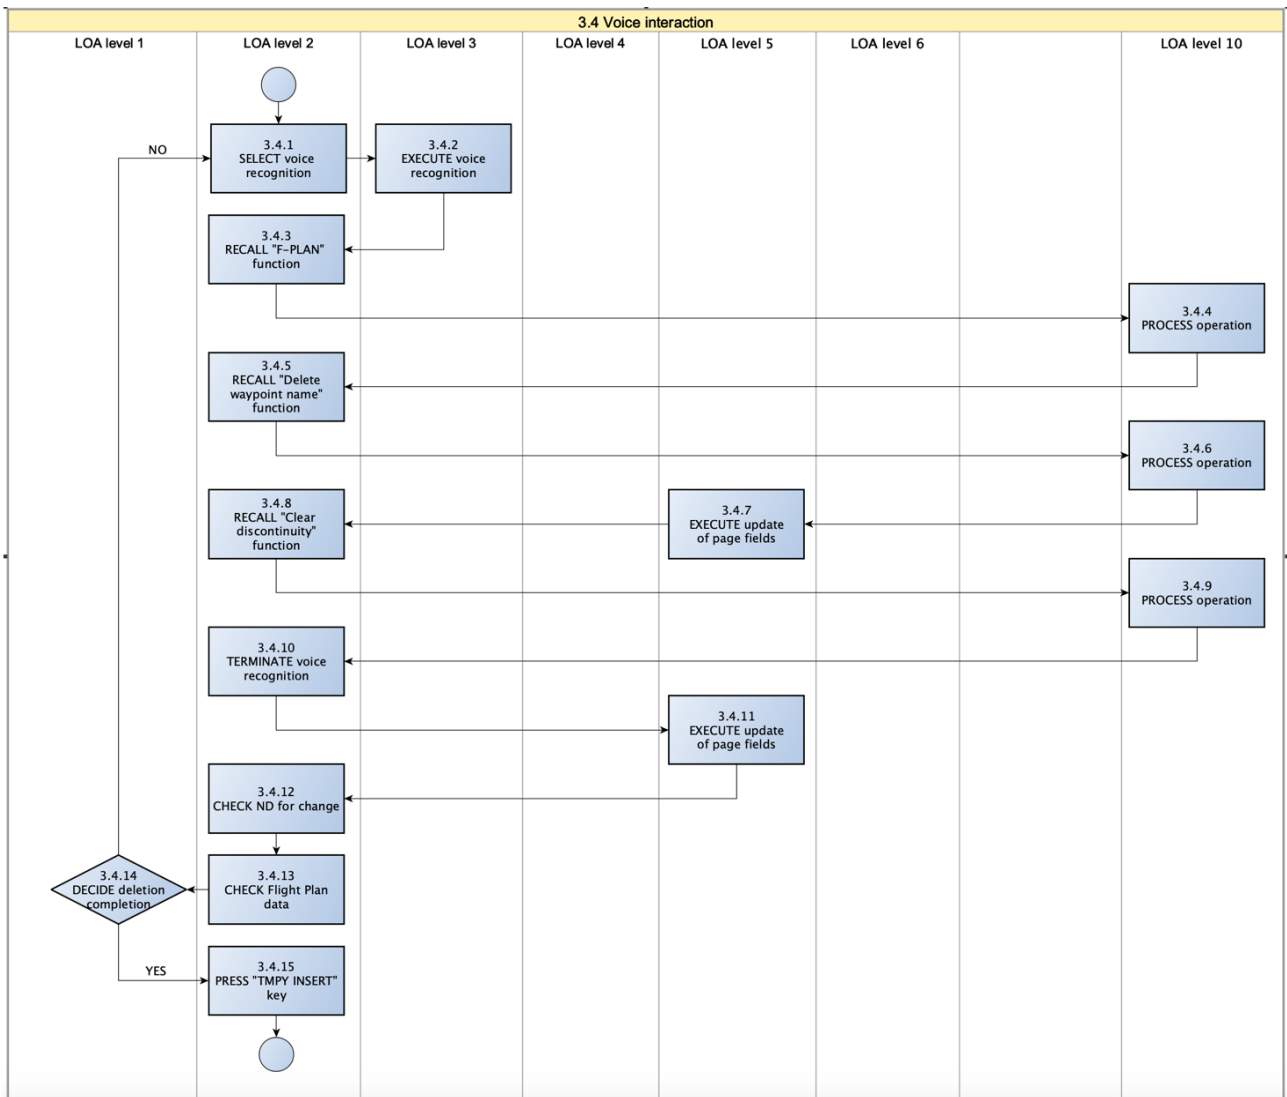 3.4 Voice interaction
LOA level 1
LOA level 2
LOA level 3
LOA level 4
LOA level 5
LOA level 6
LOA level 10
NO
3.4.1
SELECT voice
recognition
3.4.2
EXECUTE voice
recognition
3.4.3
RECALL "F-PLAN"
function
3.4.4
PROCESS operation
3.4.5
RECALL "Delete
waypoint name"
function
3.4.6
PROCESS operation
3.4.8
RECALL "Clear
discontinuity"
function
3.4.7
EXECUTE update
of page fields
3.4.9
PROCESS operation
3.4.10
TERMINATE voice
recognition
3.4.11
EXECUTE update
of page fields
3.4.12
CHECK ND for change
3.4.14
DECIDE deletion
completion
3.4.13
CHECK Flight Plan
data
YES
3.4.15
PRESS "TMPY INSERT"
key